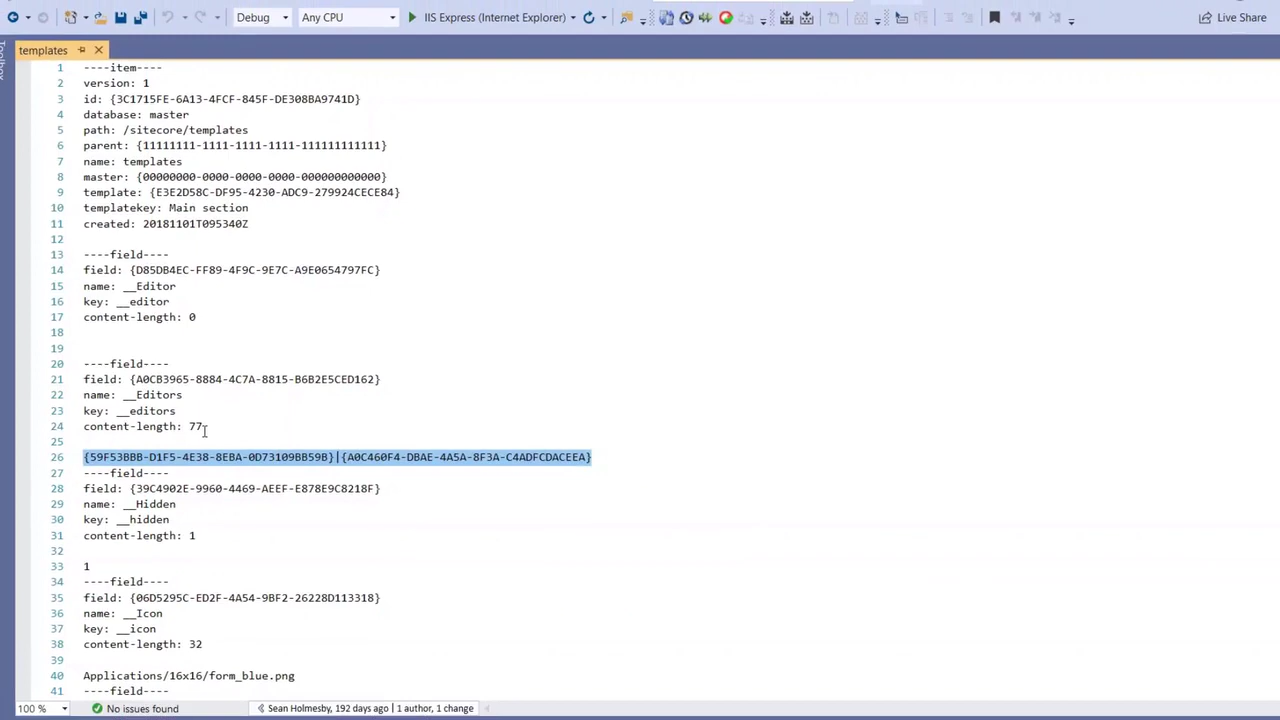 Debug
Any CPU
IIS Express (Internet Explorer)
Live Share
Toolbox
templates
1 ----item----
2 version: 1
3 id: {3C1715FE-6A13-4FCF-845F-DE308BA9741D}
4 database: master
5 path: /sitecore/templates
6 parent: {11111111-1111-1111-1111-111111111111}
7 name: templates
8 master: {00000000-0000-0000-0000-000000000000}
9 template: {E3E2D58C-DF95-4230-ADC9-279924CECE84}
10 templatekey: Main section
11 created: 20181101T095340Z
12
13 ----field----
14 field: {D85DB4EC-FF89-4F9C-9E7C-A9E0654797FC}
15 name: __Editor
16 key: __editor
17 content-length: 0
18
19
20 ----field----
21 field: {A0CB3965-8884-4C7A-8815-B6B2E5CED162}
22 name: __Editors
23 key: __editors
24 content-length: 77
25
26 {59F53BBB-D1F5-4E38-8EBA-0D73109BB59B}|{A0C460F4-DBAE-4A5A-8F3A-C4ADFCDACEEA}
27 ----field----
28 field: {39C4902E-9960-4469-AEEF-E878E9C8218F}
29 name: __Hidden
30 key: __hidden
31 content-length: 1
32
33 1
34 ----field----
35 field: {06D5295C-ED2F-4A54-9BF2-26228D113318}
36 name: __Icon
37 key: __icon
38 content-length: 32
39
40 Applications/16x16/form_blue.png
41 ----field----
100 %
No issues found
Sean Holmesby, 192 days ago | 1 author, 1 change